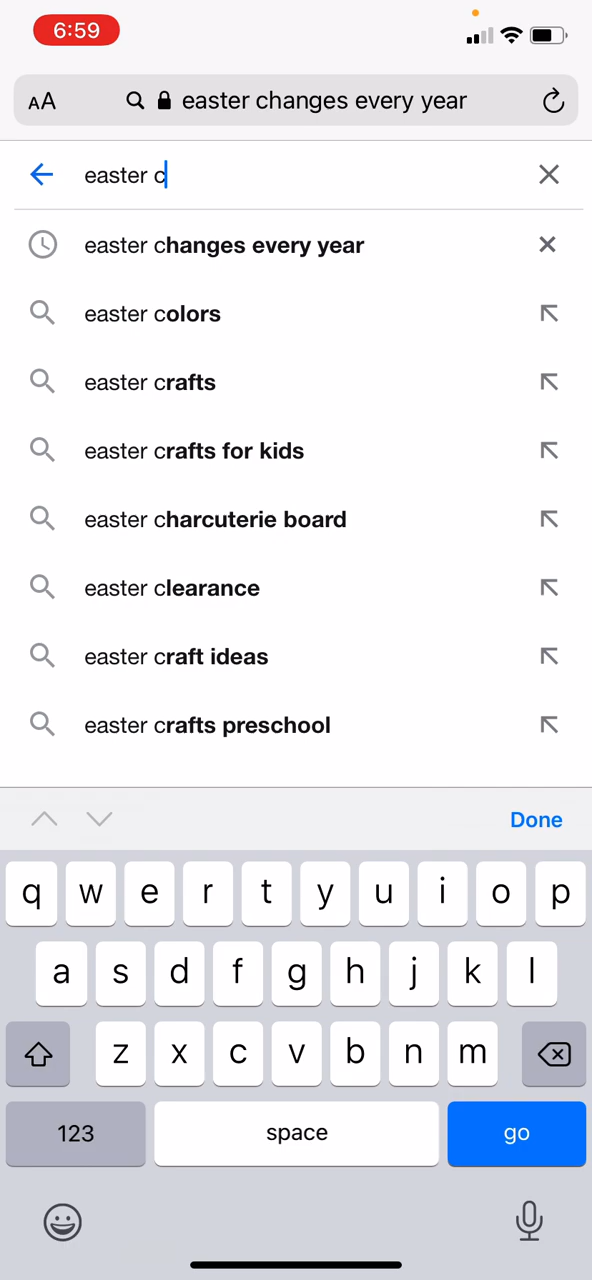 6:59
AA easter changes every year
easter c
easter changes every year
easter colors
easter crafts
easter crafts for kids
easter charcuterie board
easter clearance
easter craft ideas
easter crafts preschool
Done
q w e r t y u i o p
a s d f g h j k l
z x c v b n m
123 space go